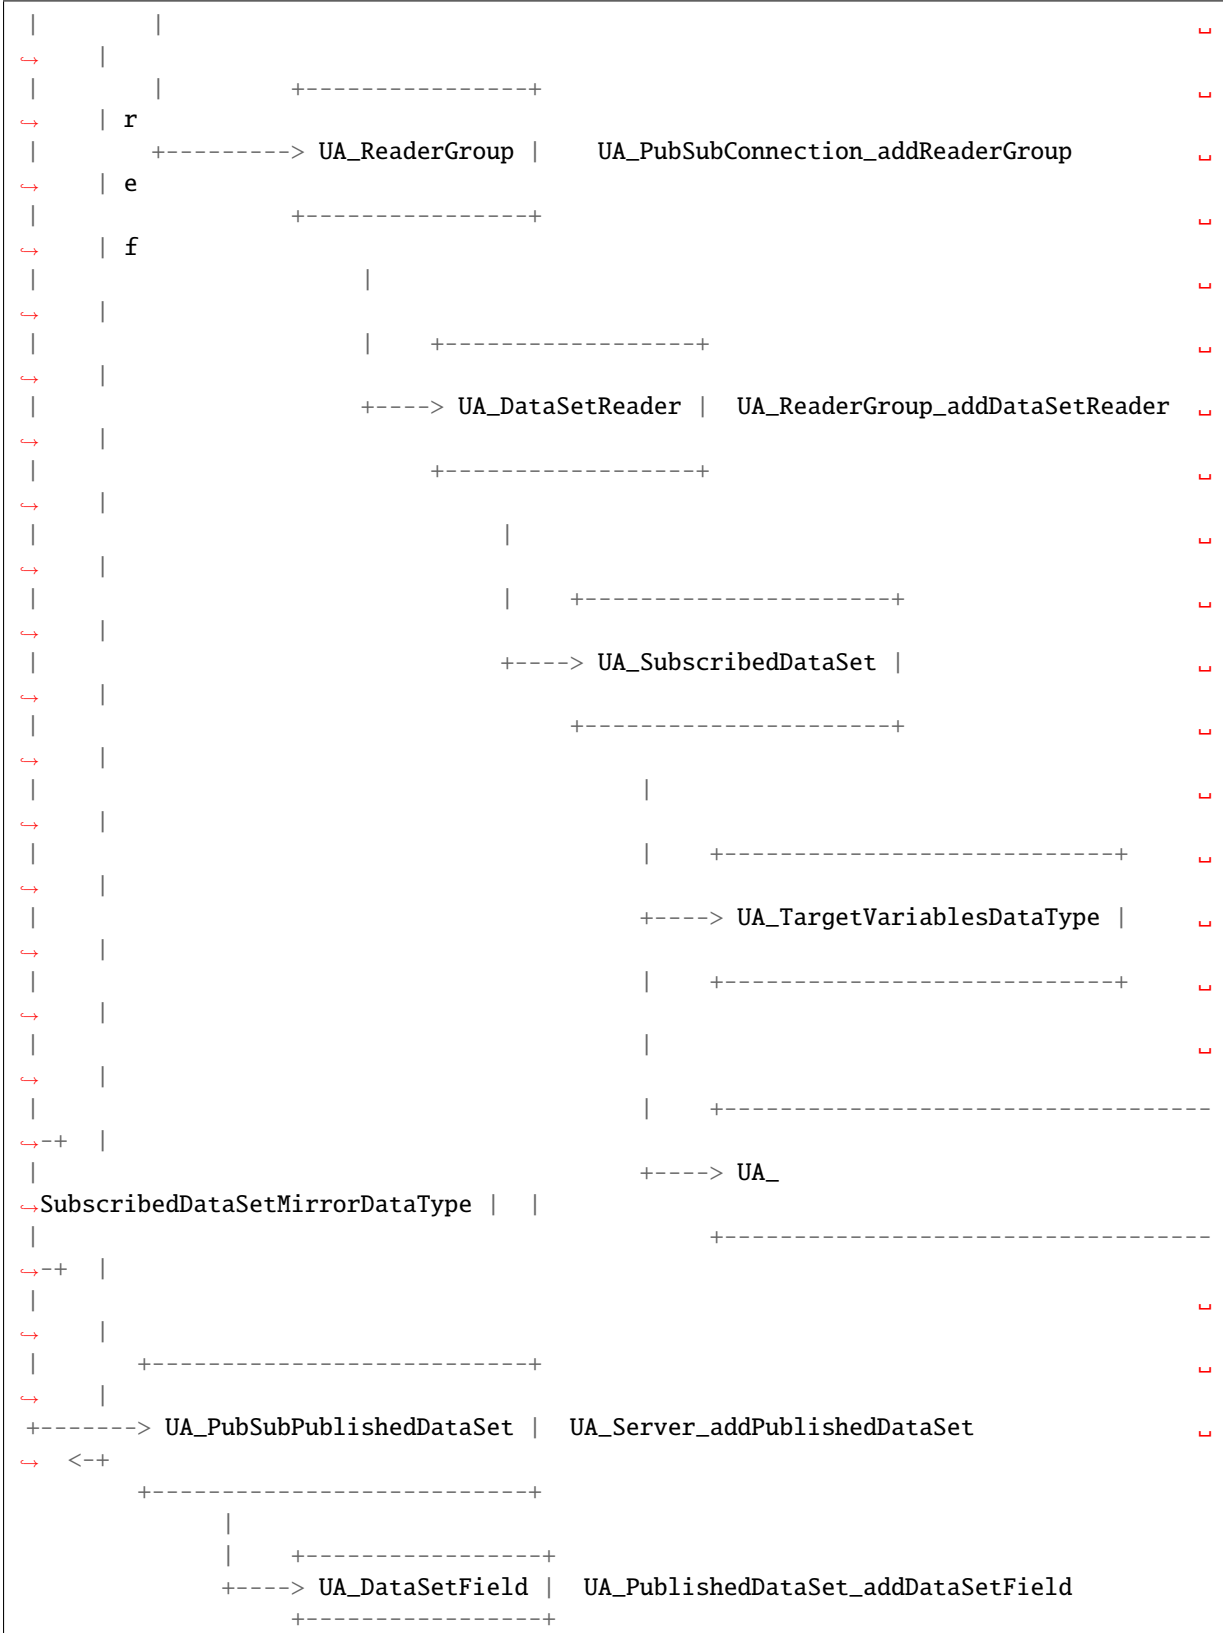 |        |                                                                          ␣
↪     |
|        |         +----------------+                                               ␣
↪     | r
|        +---------> UA_ReaderGroup |    UA_PubSubConnection_addReaderGroup         ␣
↪     | e
|                  +----------------+                                               ␣
↪     | f
|                       |                                                           ␣
↪     |
|                       |    +------------------+                                   ␣
↪     |
|                       +----> UA_DataSetReader |  UA_ReaderGroup_addDataSetReader  ␣
↪     |
|                            +------------------+                                   ␣
↪     |
|                                 |                                                 ␣
↪     |
|                                 |    +----------------------+                     ␣
↪     |
|                                 +----> UA_SubscribedDataSet |                     ␣
↪     |
|                                      +----------------------+                     ␣
↪     |
|                                           |                                       ␣
↪     |
|                                           |    +----------------------------+     ␣
↪     |
|                                           +----> UA_TargetVariablesDataType |     ␣
↪     |
|                                           |    +----------------------------+     ␣
↪     |
|                                           |                                       ␣
↪     |
|                                           |    +----------------------------------
↪-+  |
|                                           +----> UA_
↪SubscribedDataSetMirrorDataType |  |
|                                                +----------------------------------
↪-+  |
|                                                                                   ␣
↪     |
|       +---------------------------+                                               ␣
↪     |
+-------> UA_PubSubPublishedDataSet |  UA_Server_addPublishedDataSet                ␣
↪  <-+
        +---------------------------+
              |
              |    +-----------------+
              +----> UA_DataSetField |  UA_PublishedDataSet_addDataSetField
                   +-----------------+